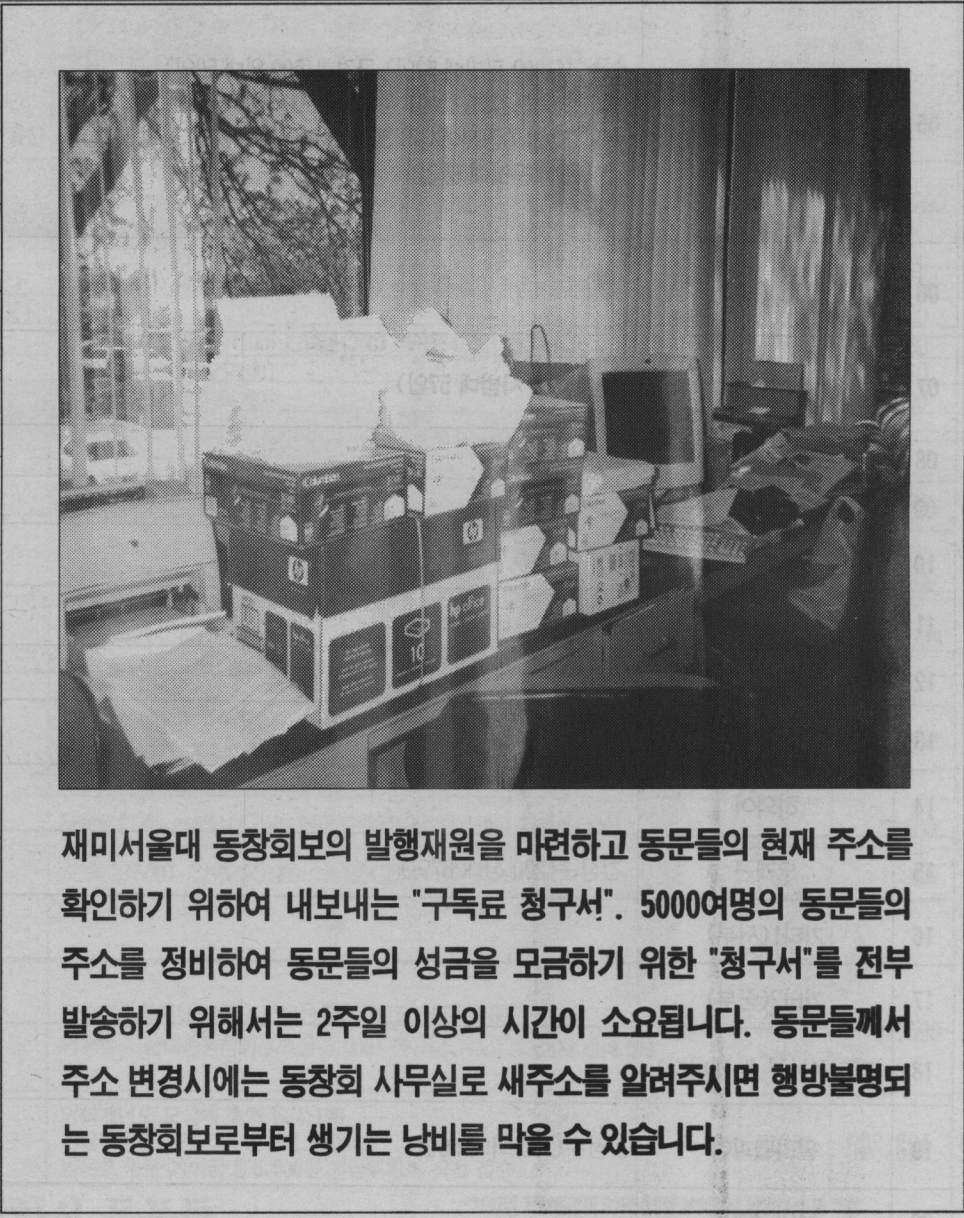 Canon
hp
hp
hp office
10
재미서울대 동창회보의 발행재원을 마련하고 동문들의 현재 주소를
확인하기 위하여 내보내는 "구독료 청구서". 5000여명의 동문들의
주소를 정비하여 동문들의 성금을 모금하기 위한 "청구서"를 전부
발송하기 위해서는 2주일 이상의 시간이 소요됩니다. 동문들께서
주소 변경시에는 동창회 사무실로 새주소를 알려주시면 행방불명되
는 동창회보로부터 생기는 낭비를 막을 수 있습니다.